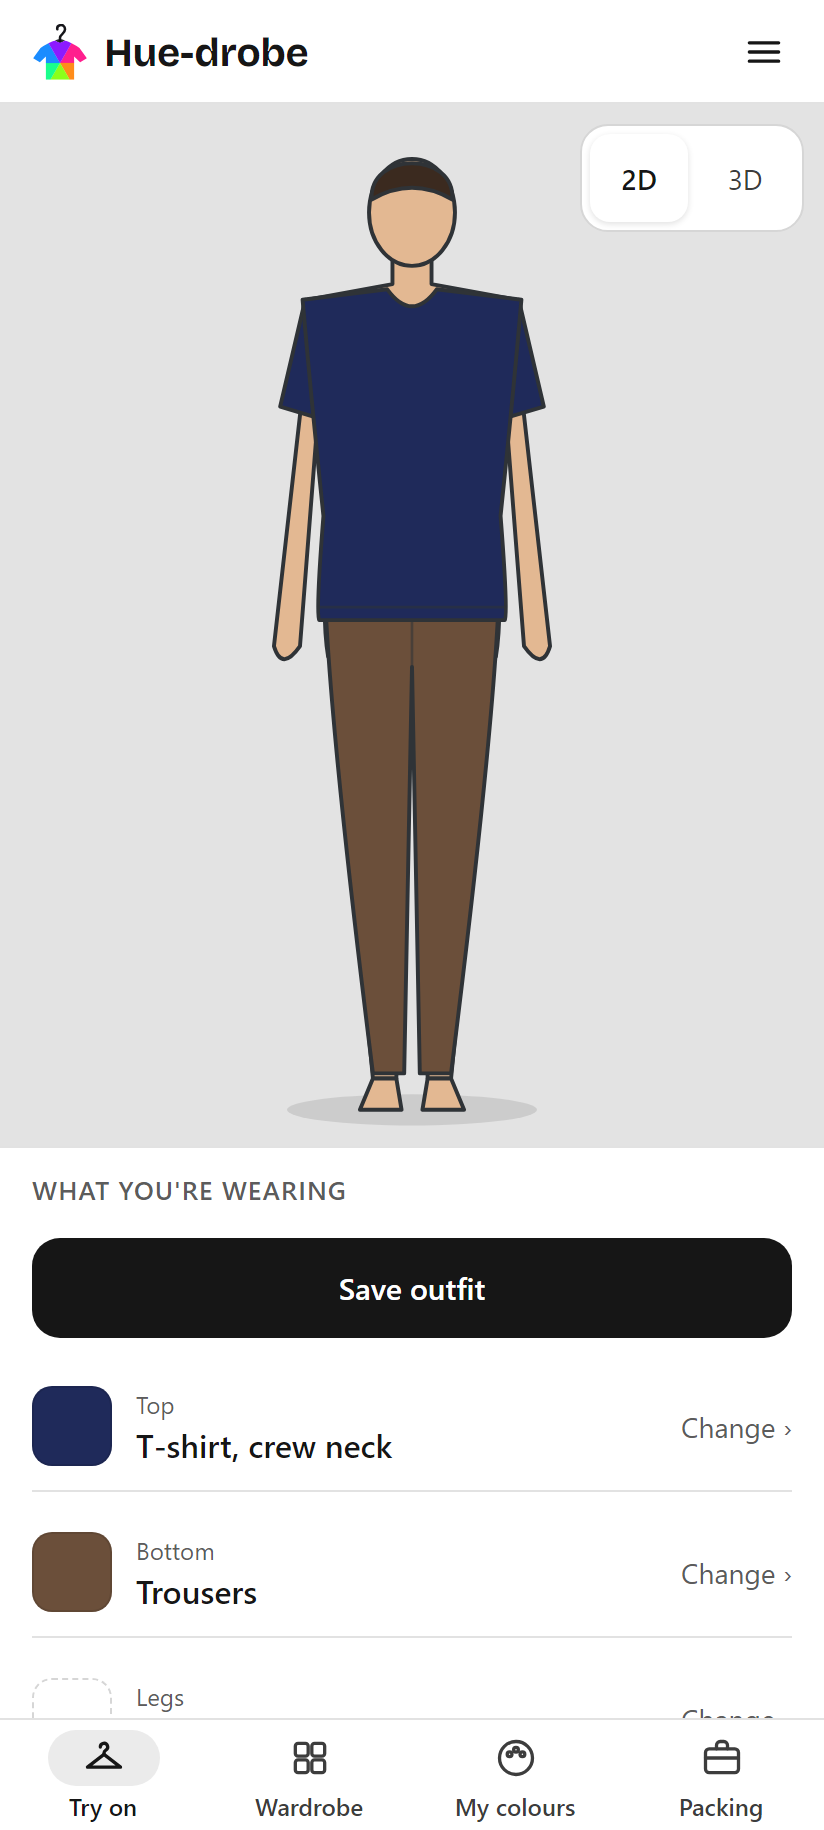 Hue-drobe
2D
3D
WHAT YOU'RE WEARING
Save outfit
Top
T-shirt, crew neck
Change ›
Bottom
Trousers
Change ›
Legs
Change
Try on
Wardrobe
My colours
Packing